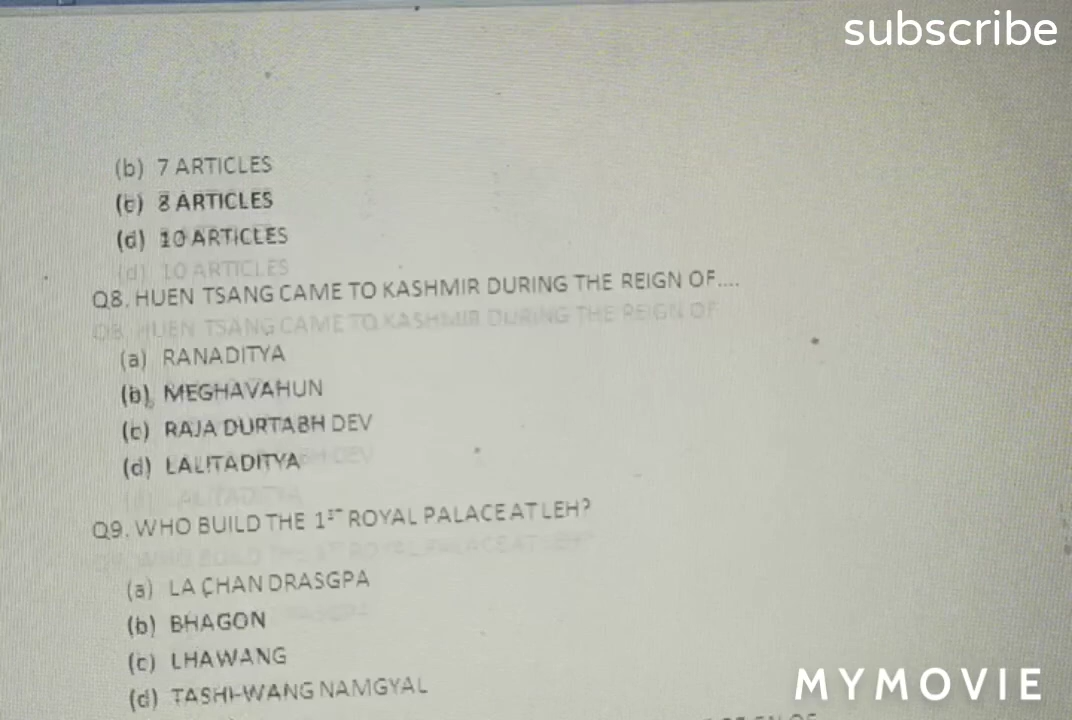 subscribe
(b) 7 ARTICLES
(c) 8 ARTICLES
(d) 10 ARTICLES
(d) 10 ARTICLES
Q8. HUEN TSANG CAME TO KASHMIR DURING THE REIGN OF....
Q8. HUEN TSANG CAME TO KASHMIR DURING THE REIGN OF
(a) RANADITYA
(b) MEGHAVAHUN
(c) RAJA DURTABH DEV
(d) LALITADITYA
Q9. WHO BUILD THE 1ST ROYAL PALACE AT LEH?
(a) LA CHAN DRASGPA
(b) BHAGON
(c) LHAWANG
(d) TASHI-WANG NAMGYAL
MYMOVIE